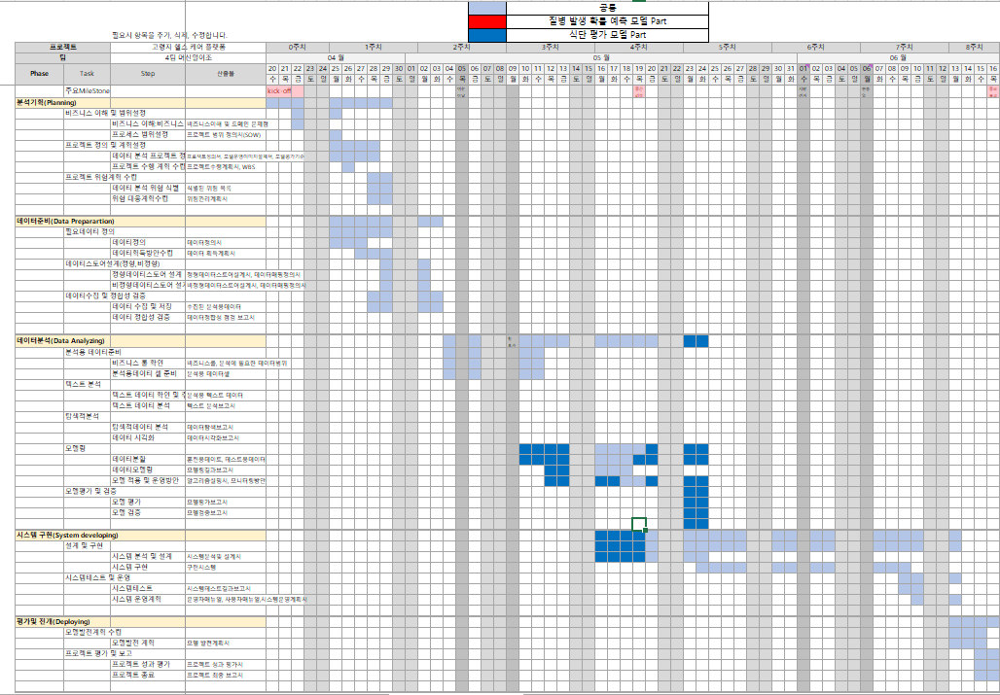 공통
질병 발생 확률 예측 모델 Part
식단 평가 모델 Part
필요시 항목을 추가, 삭제, 수정합니다.
프로젝트 고령자 헬스 케어 플랫폼 0주차 1주차 2주차 3주차 4주차 5주차 6주차 7주차 8주차
팀 4팀 머신일이조 04 월 05 월 06 월
Phase Task Step 산출물
20 21 22 23 24 25 26 27 28 29 30 01 02 03 04 05 06 07 08 09 10 11 12 13 14 15 16 17 18 19 20 21 22 23 24 25 26 27 28 29 30 31 01 02 03 04 05 06 07 08 09 10 11 12 13 14 15 16
수 목 금 토 일 월 화 수 목 금 토 일 월 화 수 목 금 토 일 월 화 수 목 금 토 일 월 화 수 목 금 토 일 월 화 수 목 금 토 일 월 화 수 목 금 토 일 월 화 수 목 금 토 일 월 화 수 목
주요MileStone kick-off
분석기획(Planning)
비즈니스 이해 및 범위설정
비즈니스 이해:비즈니스 비즈니스이해 및 도메인 문제점
프로세스 범위설정 프로젝트 범위 정의서(SOW)
프로젝트 정의 및 계획설정
데이터 분석 프로젝트 정
프로젝트 수행 계획 수립 프로젝트수행계획서, WBS
프로젝트 위험계획 수립
데이터 분석 위험 식별 식별된 위험 목록
위험 대응계획수립 위험관리계획서
데이터준비(Data Preparartion)
필요데이터 정의
데이터정의 데이터정의서
데이터획득방안수립 데이터 획득계획서
데이터스토어설계(정형,비정형)
정형데이터스토어 설계 정형데이터스토어설계서, 데이터매핑정의서
비정형데이터스토어 설계 비정형데이터스토어설계서, 데이터매핑정의서
데이터수집 및 정합성 검증
데이터 수집 및 저장 수집된 분석용데이터
데이터 정합성 검증 데이터정합성 점검 보고서
데이터분석(Data Analyzing)
분석용 데이터준비
비즈니스 룰 확인 비즈니스룰, 분석에 필요한 데이터범위
분석용데이터 셋 준비 분석용 데이터셋
텍스트 분석
텍스트 데이터 확인 및 추 분석용 텍스트 데이터
텍스트 데이터 분석 텍스트 분석보고서
탐색적분석
탐색적데이터 분석 데이터탐색보고서
데이터 시각화 데이터시각화보고서
모델링
데이터분할 훈련용데이터, 테스트용데이터
데이터모델링 모델링결과보고서
모델 적용 및 운영방안 알고리즘설명서, 모니터링방안
모델평가 및 검증
모델 평가 모델평가보고서
모델 검증 모델검증보고서
시스템 구현(System developing)
설계 및 구현
시스템 분석 및 설계 시스템분석및 설계서
시스템 구현 구현시스템
시스템테스트 및 운영
시스템테스트 시스템테스트결과보고서
시스템 운영계획 운영자매뉴얼, 사용자매뉴얼,시스템운영계획서
평가및 전개(Deploying)
모델발전계획 수립
모델발전 계획 모델 발전계획서
프로젝트 평가 및 보고
프로젝트 성과 평가 프로젝트 성과 평가서
프로젝트 종료 프로젝트 최종 보고서